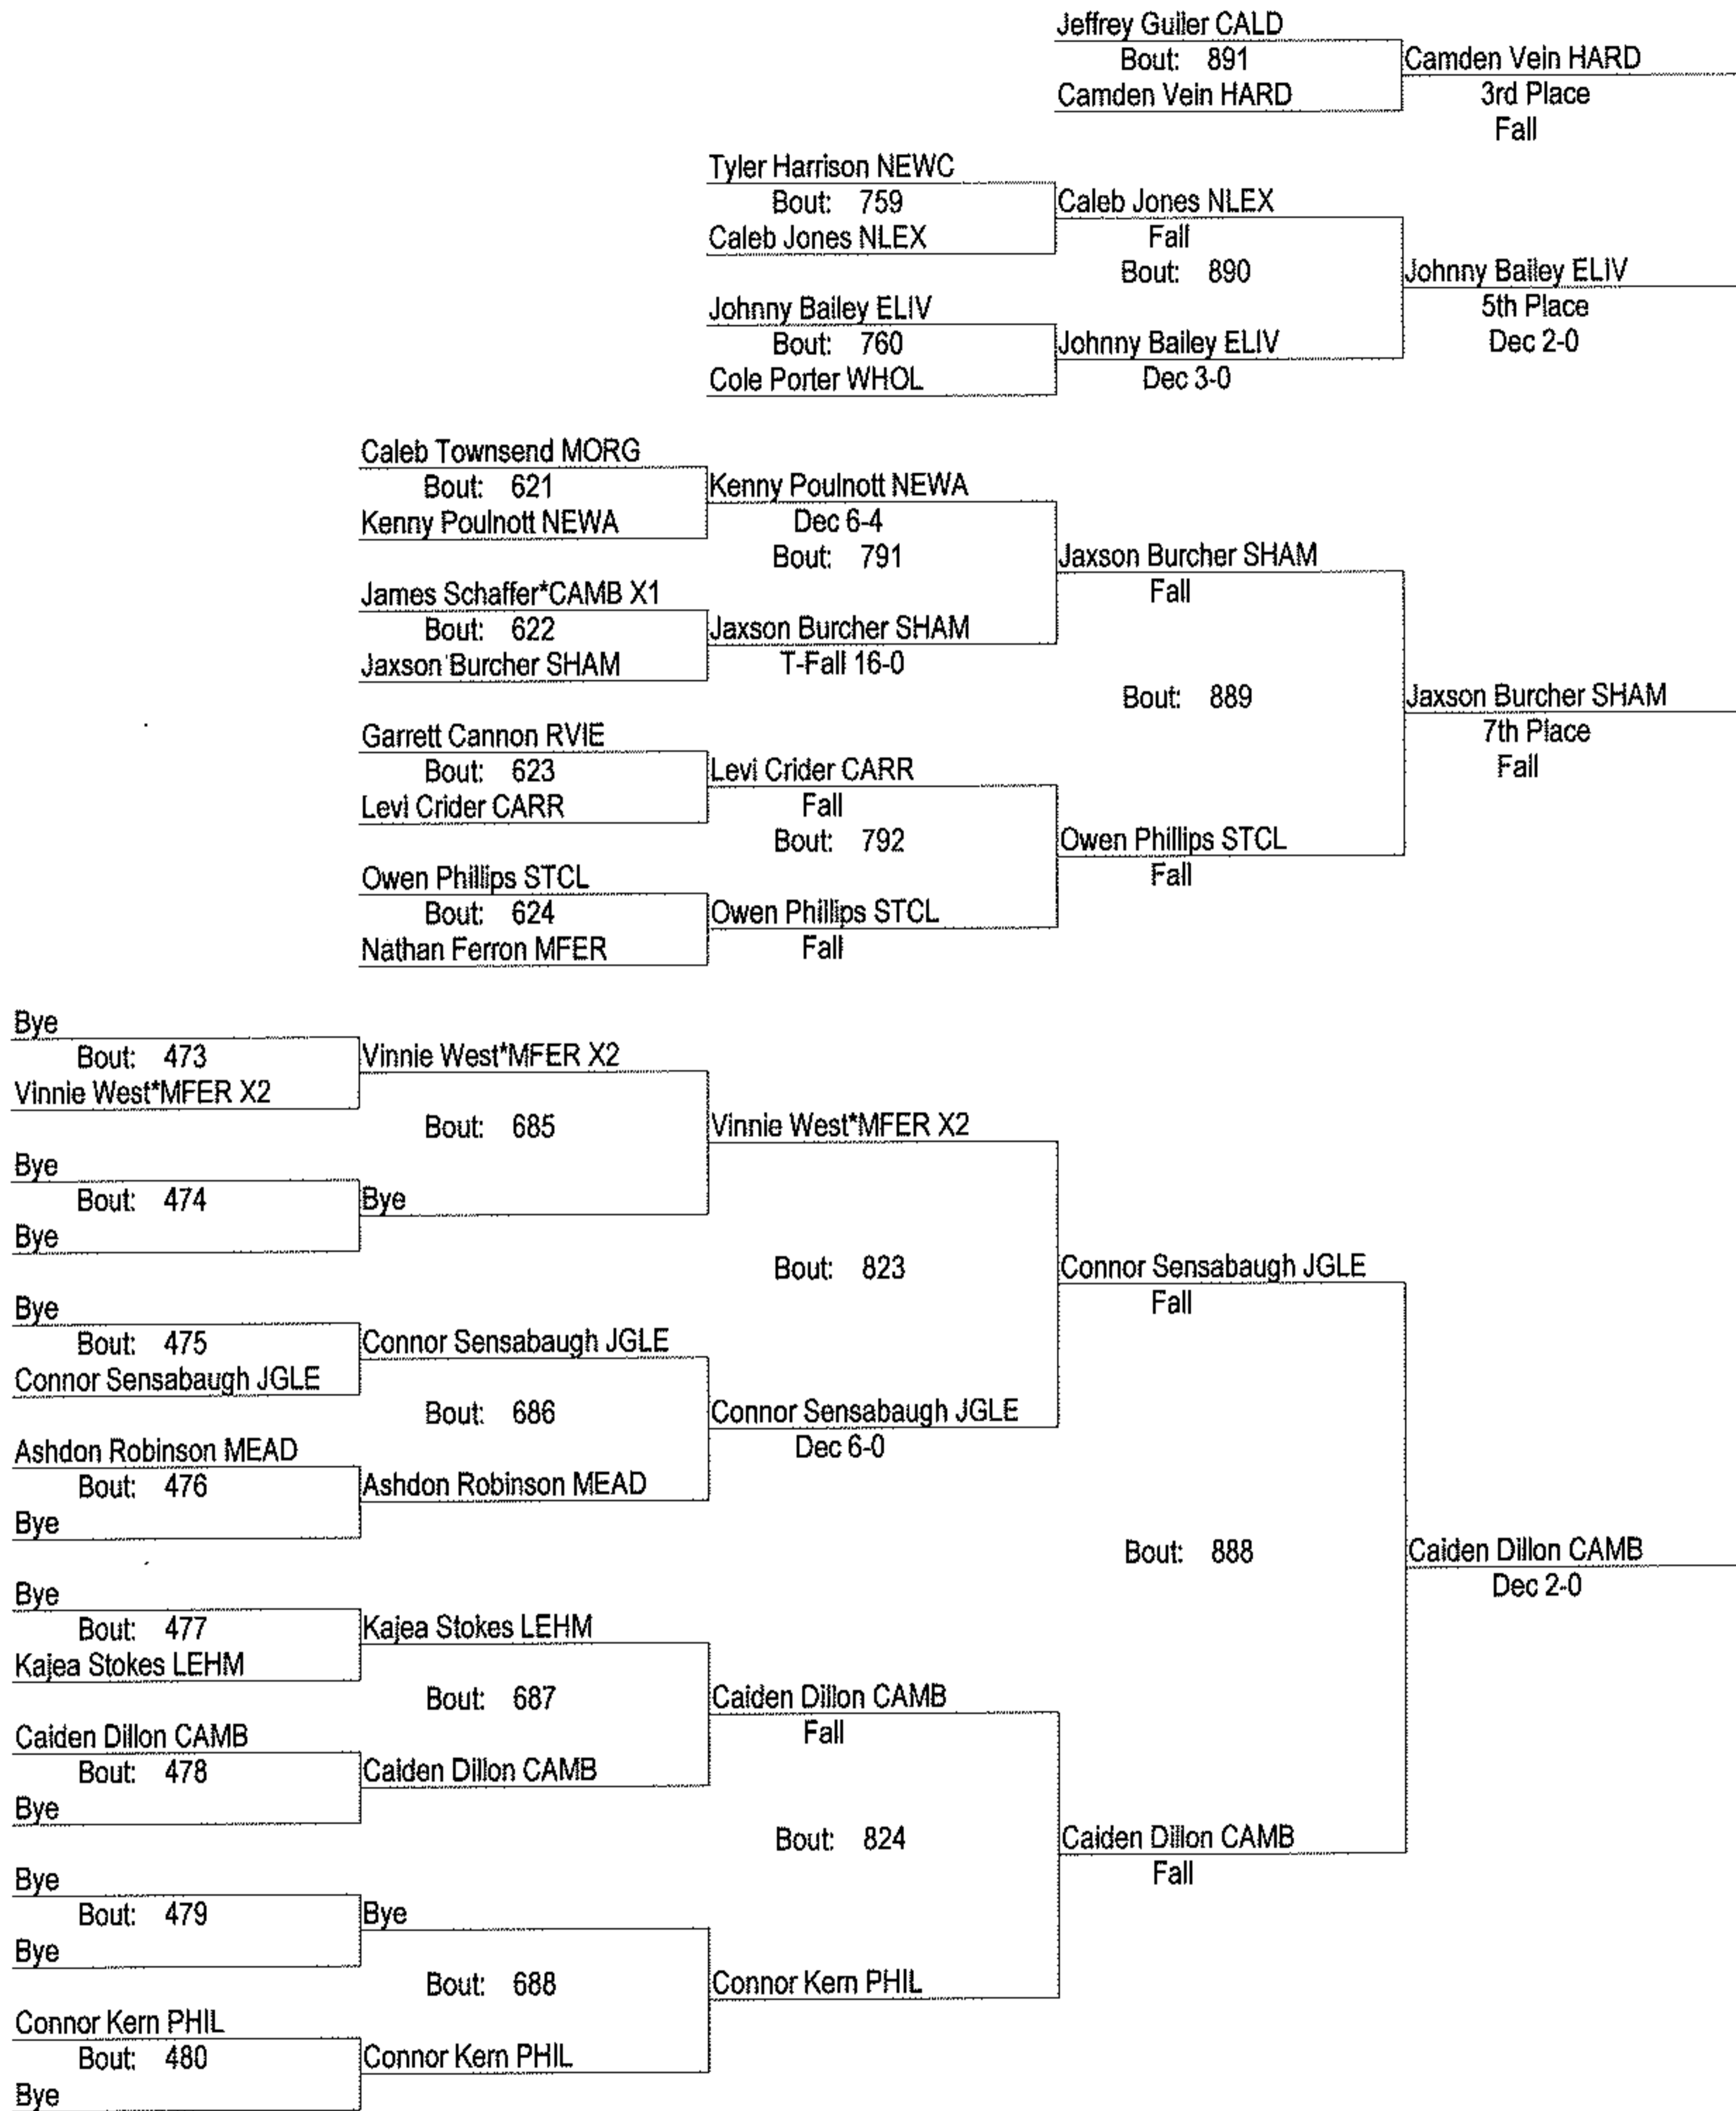 Jeffrey Guiler CALD
Bout: 891
Camden Vein HARD
Camden Vein HARD
3rd Place
Fall
Tyler Harrison NEWC
Bout: 759
Caleb Jones NLEX
Caleb Jones NLEX
Fall
Bout: 890
Johnny Bailey ELIV
5th Place
Dec 2-0
Johnny Bailey ELIV
Bout: 760
Cole Porter WHOL
Johnny Bailey ELIV
Dec 3-0
Caleb Townsend MORG
Bout: 621
Kenny Poulnott NEWA
Kenny Poulnott NEWA
Dec 6-4
Bout: 791
Jaxson Burcher SHAM
Fall
James Schaffer*CAMB X1
Bout: 622
Jaxson Burcher SHAM
Jaxson Burcher SHAM
T-Fall 16-0
Bout: 889
Jaxson Burcher SHAM
7th Place
Fall
Garrett Cannon RVIE
Bout: 623
Levi Crider CARR
Levi Crider CARR
Fall
Bout: 792
Owen Phillips STCL
Fall
Owen Phillips STCL
Bout: 624
Nathan Ferron MFER
Owen Phillips STCL
Fall
Bye
Bout: 473
Vinnie West*MFER X2
Vinnie West*MFER X2
Bout: 685
Vinnie West*MFER X2
Bye
Bout: 474
Bye
Bye
Bout: 823
Connor Sensabaugh JGLE
Fall
Bye
Bout: 475
Connor Sensabaugh JGLE
Connor Sensabaugh JGLE
Bout: 686
Connor Sensabaugh JGLE
Dec 6-0
Ashdon Robinson MEAD
Bout: 476
Bye
Ashdon Robinson MEAD
Bout: 888
Caiden Dillon CAMB
Dec 2-0
Bye
Bout: 477
Kajea Stokes LEHM
Kajea Stokes LEHM
Bout: 687
Caiden Dillon CAMB
Fall
Caiden Dillon CAMB
Bout: 478
Bye
Caiden Dillon CAMB
Bout: 824
Caiden Dillon CAMB
Fall
Bye
Bout: 479
Bye
Bye
Bout: 688
Connor Kern PHIL
Connor Kern PHIL
Bout: 480
Bye
Connor Kern PHIL